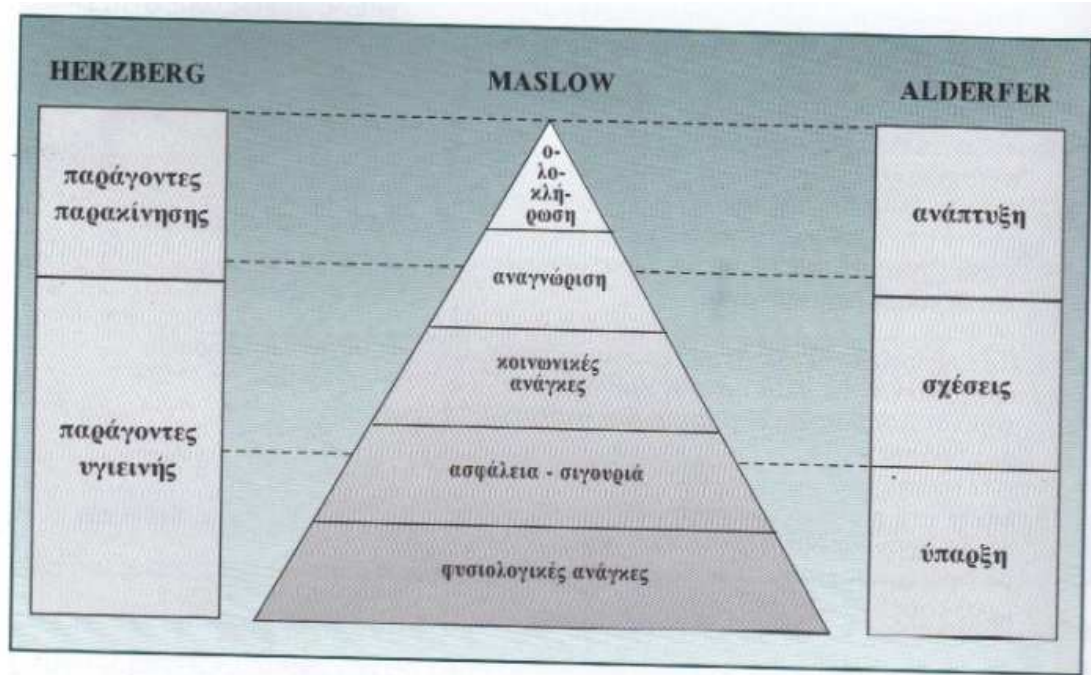 HERZBERG
MASLOW
ALDERFER
παράγοντες
παρακίνησης
παράγοντες
υγιεινής
ο-
λο-
κλή-
ρωση
αναγνώριση
κοινωνικές
ανάγκες
ασφάλεια - σιγουριά
φυσιολογικές ανάγκες
ανάπτυξη
σχέσεις
ύπαρξη